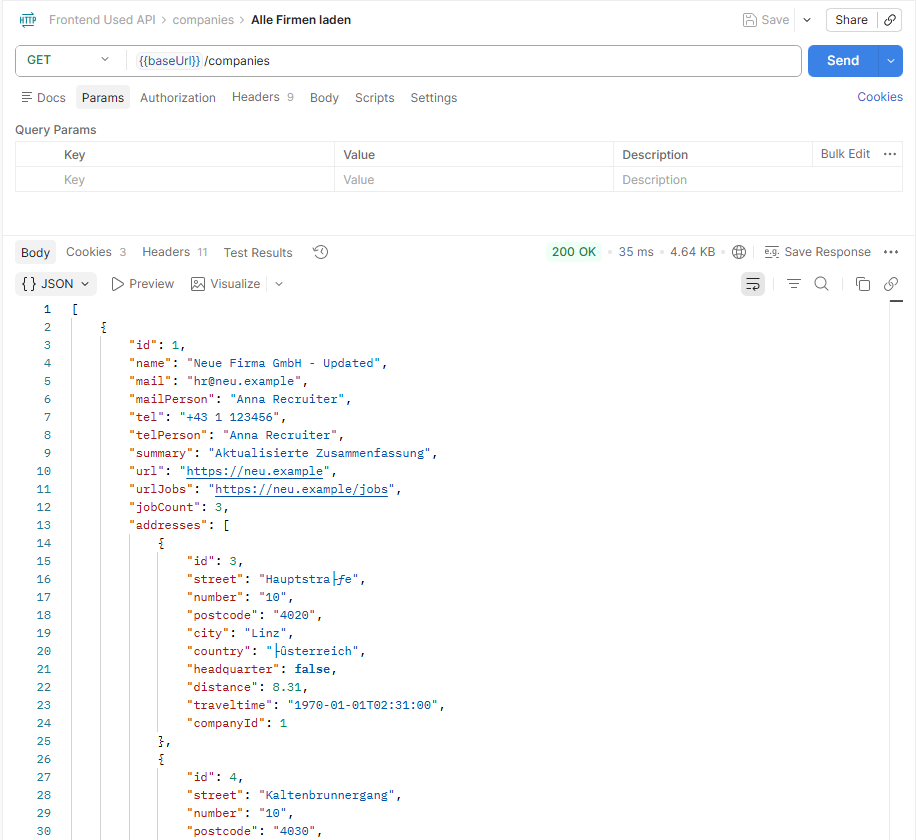 HTTP Frontend Used API > companies > Alle Firmen laden Save Share
GET {{baseUrl}} /companies Send
Docs Params Authorization Headers 9 Body Scripts Settings Cookies
Query Params
Key Value Description Bulk Edit ...
Key Value Description
Body Cookies 3 Headers 11 Test Results 200 OK • 35 ms • 4.64 KB • e.g. Save Response ...
{} JSON Preview Visualize
1 [
2 {
3 "id": 1,
4 "name": "Neue Firma GmbH - Updated",
5 "mail": "hr@neu.example",
6 "mailPerson": "Anna Recruiter",
7 "tel": "+43 1 123456",
8 "telPerson": "Anna Recruiter",
9 "summary": "Aktualisierte Zusammenfassung",
10 "url": "https://neu.example",
11 "urlJobs": "https://neu.example/jobs",
12 "jobCount": 3,
13 "addresses": [
14 {
15 "id": 3,
16 "street": "Hauptstra├ƒe",
17 "number": "10",
18 "postcode": "4020",
19 "city": "Linz",
20 "country": "├ûsterreich",
21 "headquarter": false,
22 "distance": 8.31,
23 "traveltime": "1970-01-01T02:31:00",
24 "companyId": 1
25 },
26 {
27 "id": 4,
28 "street": "Kaltenbrunnergang",
29 "number": "10",
30 "postcode": "4030",